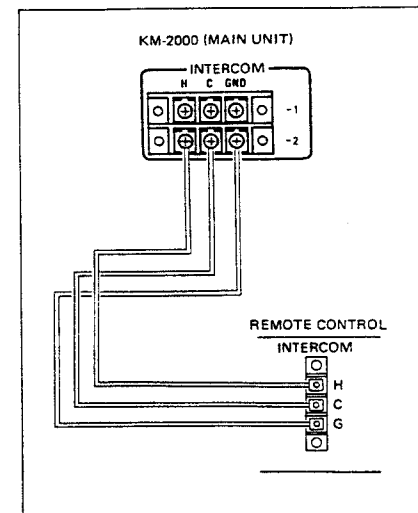 KM-2000 (MAIN UNIT)
INTERCOM
H C GND
-1
-2
REMOTE CONTROL
INTERCOM
H
C
G